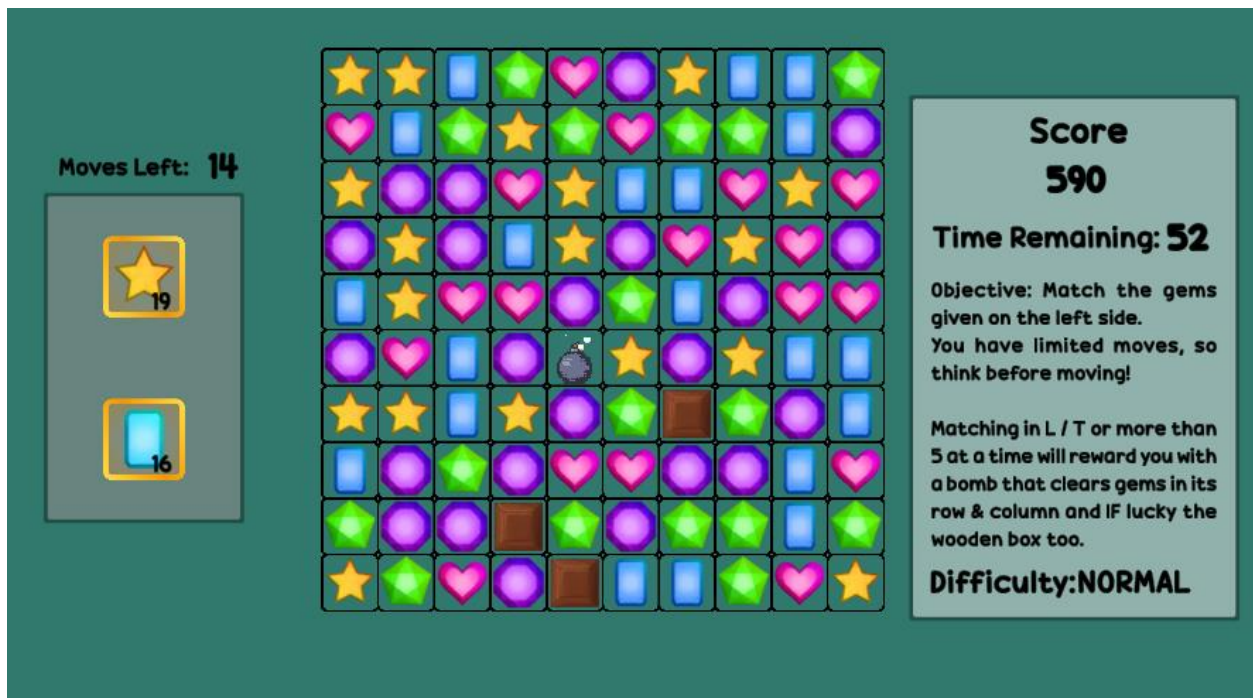 Moves Left: 14
19
16
Score
590
Time Remaining: 52
Objective: Match the gems
given on the left side.
You have limited moves, so
think before moving!
Matching in L / T or more than
5 at a time will reward you with
a bomb that clears gems in its
row & column and IF lucky the
wooden box too.
Difficulty:NORMAL